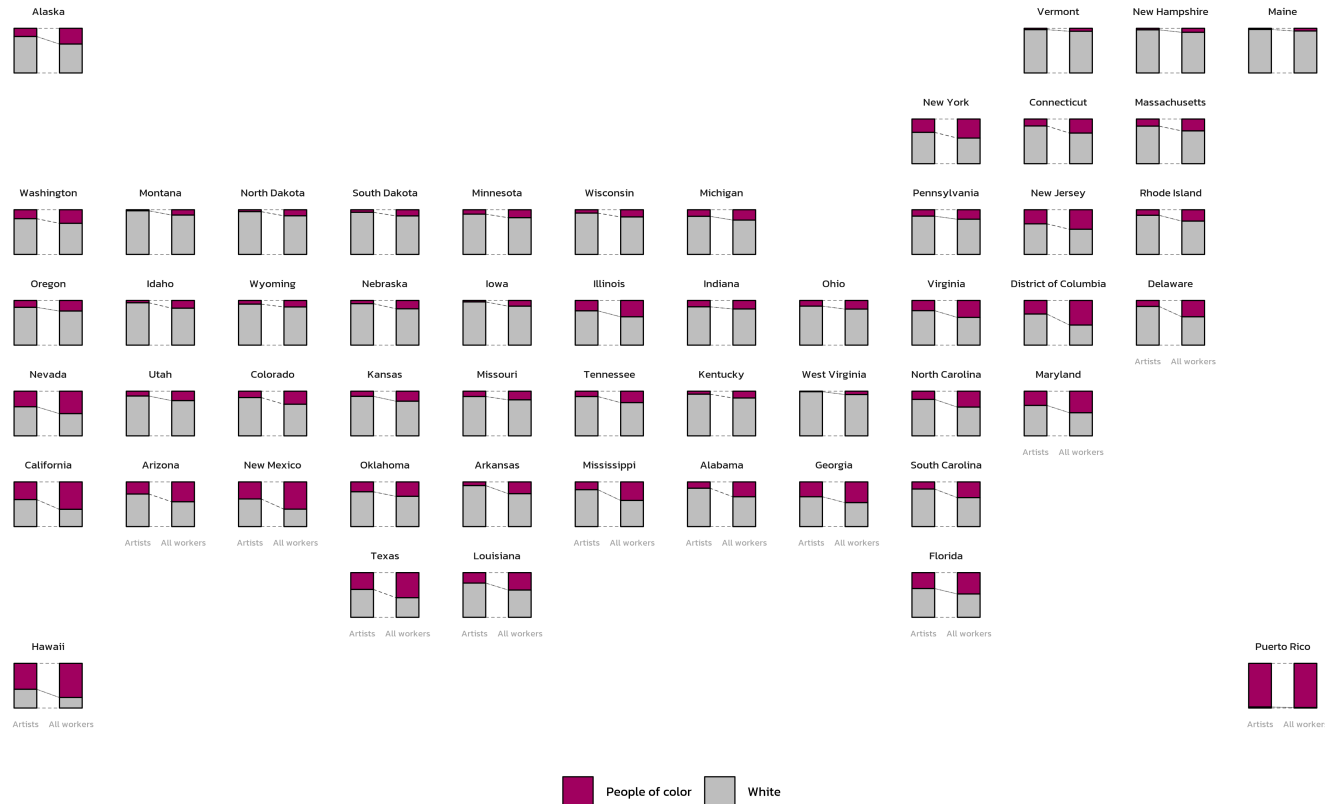 Alaska
Vermont
New Hampshire
Maine
New York
Connecticut
Massachusetts
Washington
Montana
North Dakota
South Dakota
Minnesota
Wisconsin
Michigan
Pennsylvania
New Jersey
Rhode Island
Oregon
Idaho
Wyoming
Nebraska
Iowa
Illinois
Indiana
Ohio
Virginia
District of Columbia
Delaware
Artists All workers
Nevada
Utah
Colorado
Kansas
Missouri
Tennessee
Kentucky
West Virginia
North Carolina
Maryland
Artists All workers
California
Arizona
New Mexico
Oklahoma
Arkansas
Mississippi
Alabama
Georgia
South Carolina
Artists All workers
Artists All workers
Artists All workers
Artists All workers
Artists All workers
Texas
Louisiana
Florida
Artists All workers
Artists All workers
Artists All workers
Hawaii
Puerto Rico
Artists All workers
Artists All worker
People of color
White